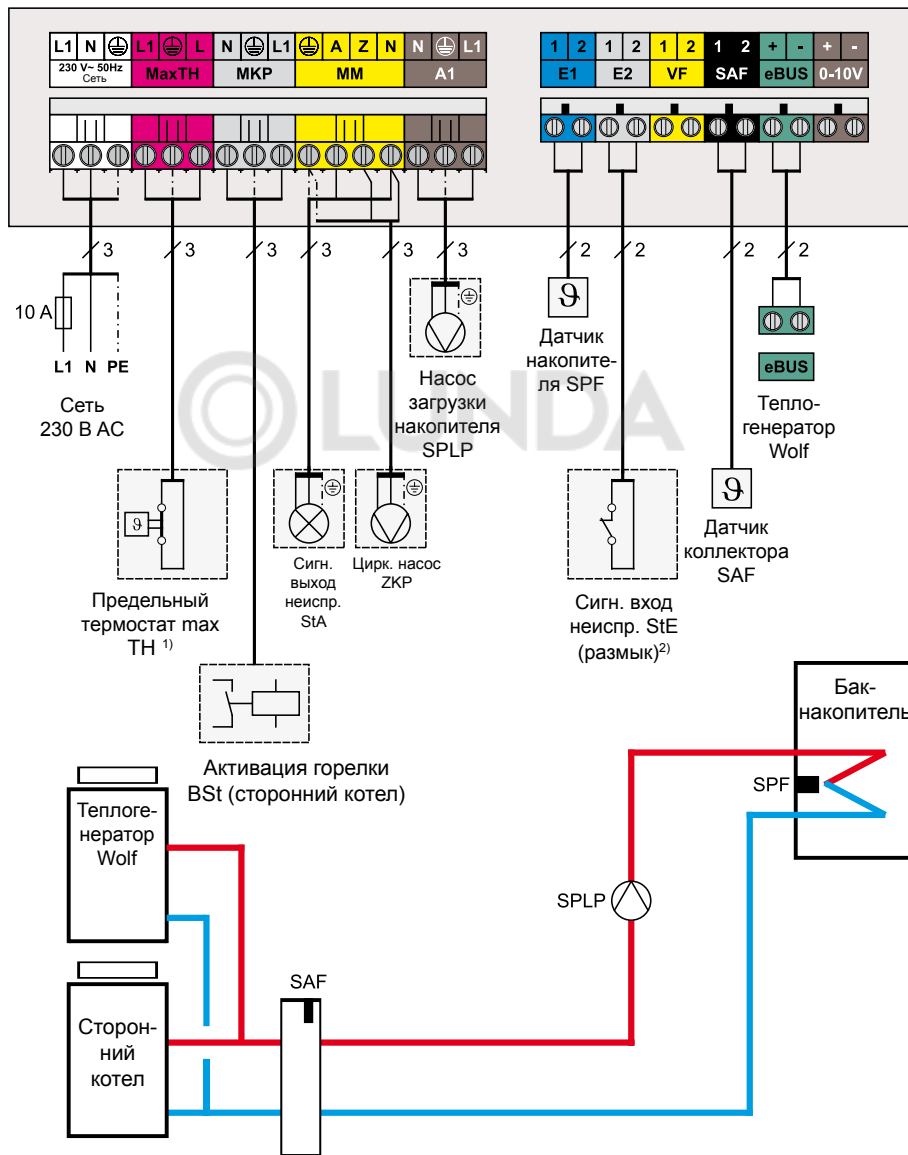 L1 N L1 L N L1 A Z N N L1
230 V~ 50Hz
Сеть
MaxTH
MKP
MM
A1
1 2 1 2 1 2 1 2 + - + -
E1
E2
VF
SAF
eBUS
0-10V
3
3
3
3
3
3
2
2
2
2
10 A
L1 N PE
Сеть
230 В AC
Насос
загрузки
накопителя
SPLP
Датчик
накопите-
ля SPF
eBUS
Тепло-
генератор
Wolf
LUNDA
Предельный
термостат max
TH 1)
Сигн.
выход
неиспр.
StA
Цирк. насос
ZKP
Сигн. вход
неиспр. StE
(размык)2)
Датчик
коллектора
SAF
Активация горелки
BSt (сторонний котел)
Бак-
накопитель
SPF
Теплоге-
нератор
Wolf
SPLP
SAF
Сторон-
ний
котел